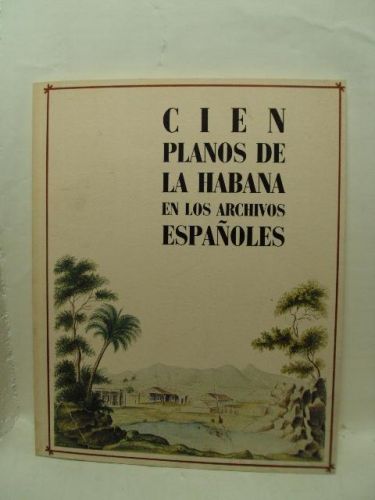 CIEN
PLANOS DE
LA HABANA
EN LOS ARCHIVOS
ESPAÑOLES